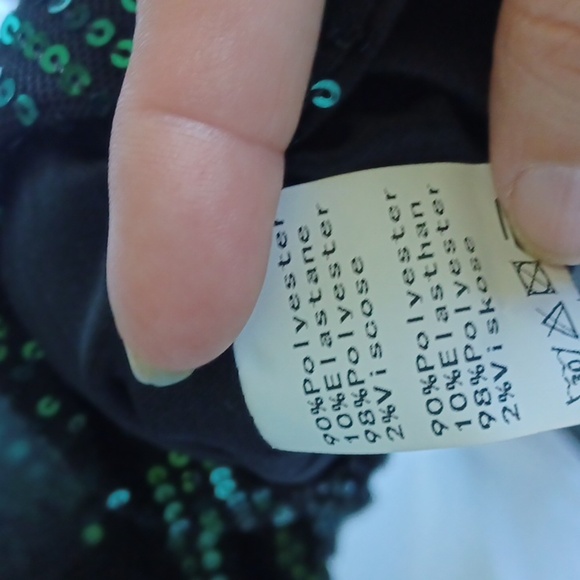 90%Polyester
10%Elastane
98%Polyester
2%Viscose
90%Polyester
10%Elasthan
98%Polyester
2%Viskose